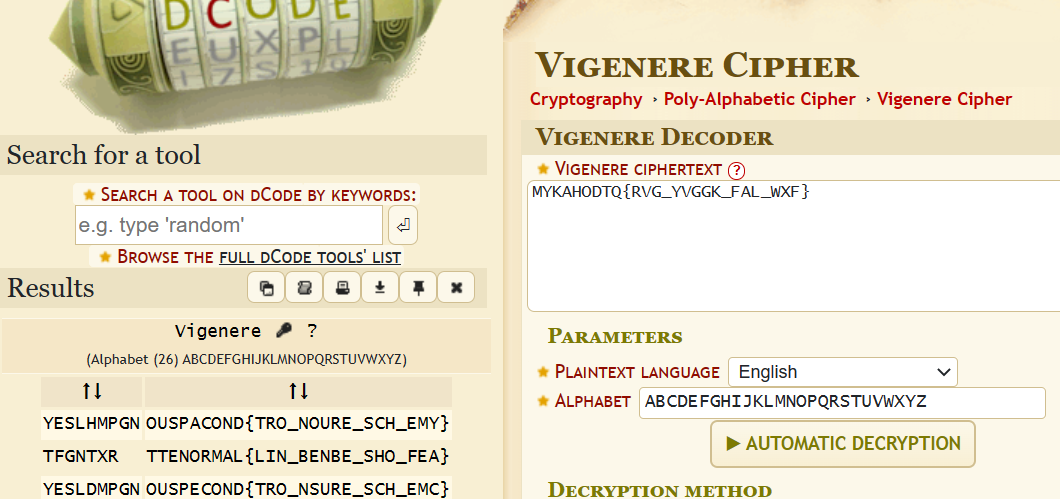 DCODE
EUXPL
Search for a tool
SEARCH A TOOL ON DCODE BY KEYWORDS:
e.g. type 'random'
BROWSE THE FULL DCODE TOOLS' LIST
Results
Vigenere ?
(Alphabet (26) ABCDEFGHIJKLMNOPQRSTUVWXYZ)
↑↓ ↑↓
YESLHMPGN OUSPACOND{TRO_NOURE_SCH_EMY}
TFGNTXR TTENORMAL{LIN_BENBE_SHO_FEA}
YESLDMPGN OUSPECOND{TRO_NSURE_SCH_EMC}
VIGENERE CIPHER
Cryptography › Poly-Alphabetic Cipher › Vigenere Cipher
VIGENERE DECODER
VIGENERE CIPHERTEXT ?
MYKAHODTQ{RVG_YVGGK_FAL_WXF}
PARAMETERS
PLAINTEXT LANGUAGE English
ALPHABET ABCDEFGHIJKLMNOPQRSTUVWXYZ
▶ AUTOMATIC DECRYPTION
DECRYPTION METHOD